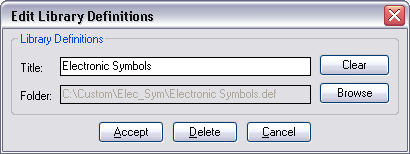 Edit Library Definitions
Library Definitions
Title: Electronic Symbols Clear
Folder: C:\Custom\Elec_Sym\Electronic Symbols.def Browse
Accept Delete Cancel